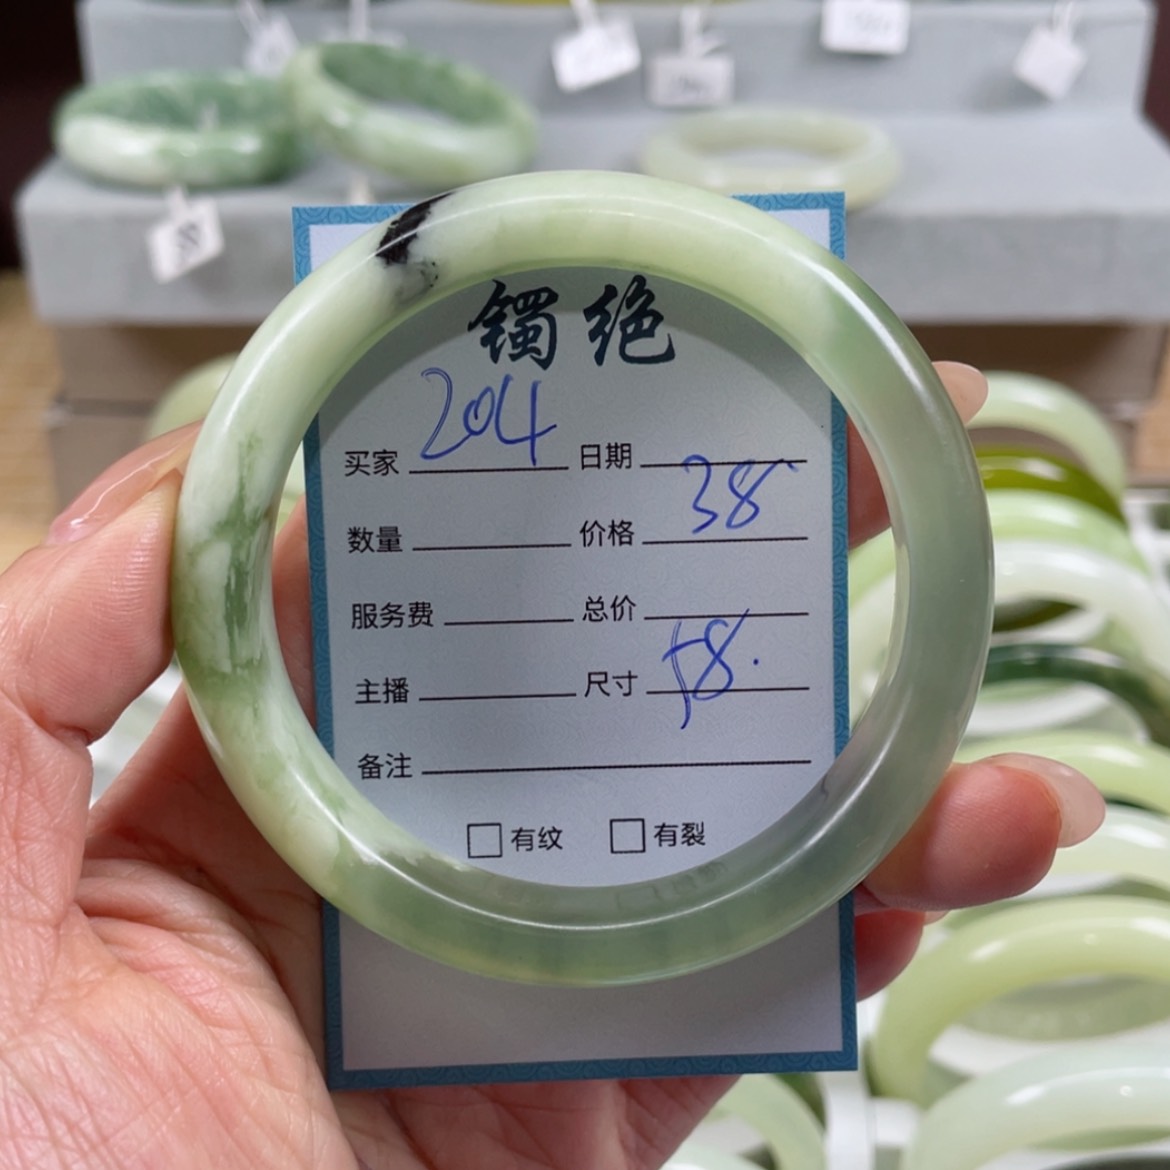 镯绝
买家 204 日期
数量 价格 38
服务费 总价
主播 尺寸 58.
备注
□ 有纹 □ 有裂